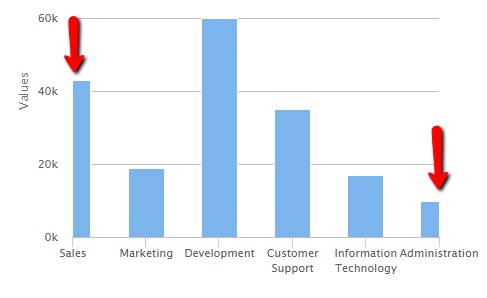 60k
40k
20k
0k
Values
Sales
Marketing
Development
Customer
Support
Information
Technology
Administration